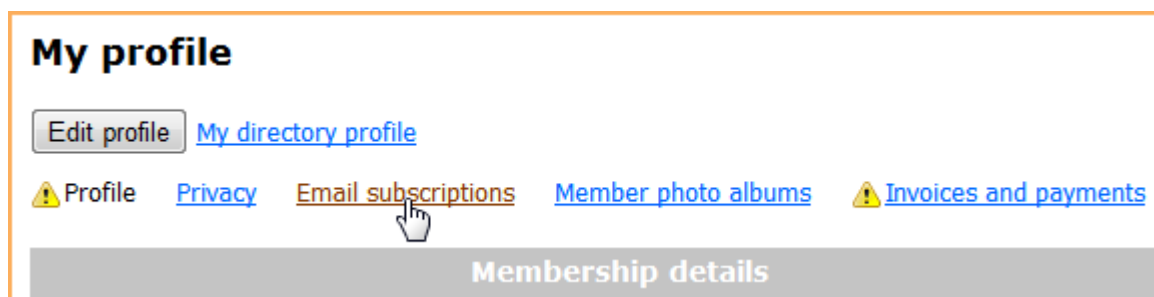 My profile
Edit profile My directory profile
Profile Privacy Email subscriptions Member photo albums Invoices and payments
Membership details